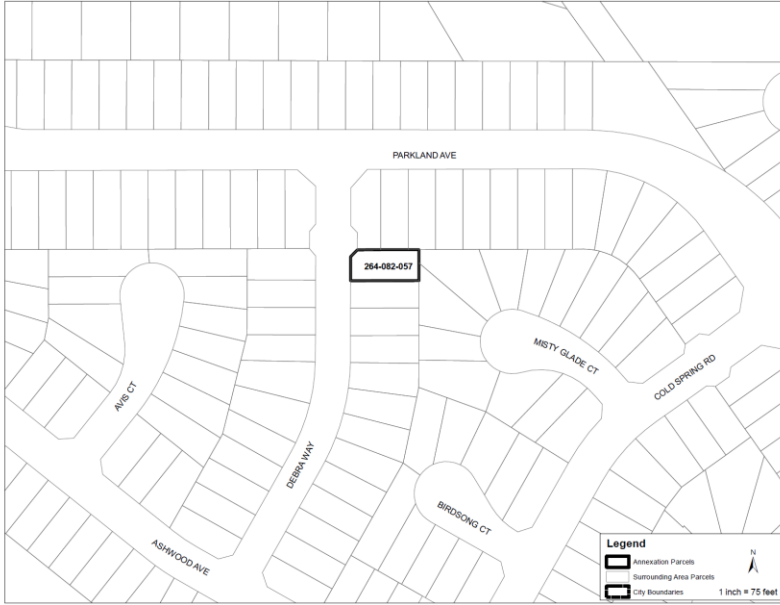 PARKLAND AVE
264-082-057
MISTY GLADE CT
COLD SPRING RD
AVIS CT
DEBRA WAY
BIRDSONG CT
ASHWOOD AVE
Legend
Annexation Parcels
Surrounding Area Parcels
City Boundaries
N
1 inch = 75 feet